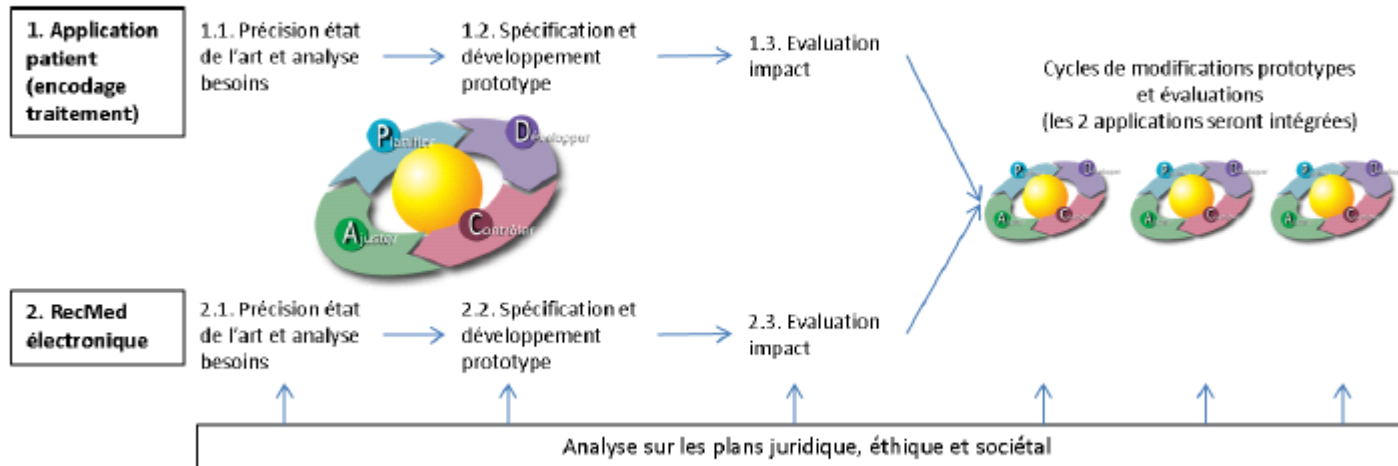 1. Application
patient
(encodage
traitement)
1.1. Précision état
de l'art et analyse
besoins
1.2. Spécification et
développement
prototype
1.3. Evaluation
impact
Cycles de modifications prototypes
et évaluations
(les 2 applications seront intégrées)
Planifier
Développer
Ajuster
Contrôler
P
D
A
C
P
D
A
C
P
D
A
C
2. RecMed
électronique
2.1. Précision état
de l'art et analyse
besoins
2.2. Spécification et
développement
prototype
2.3. Evaluation
impact
Analyse sur les plans juridique, éthique et sociétal